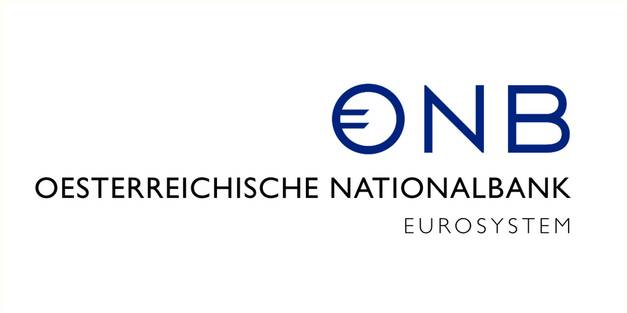 ONB
OESTERREICHISCHE NATIONALBANK
EUROSYSTEM